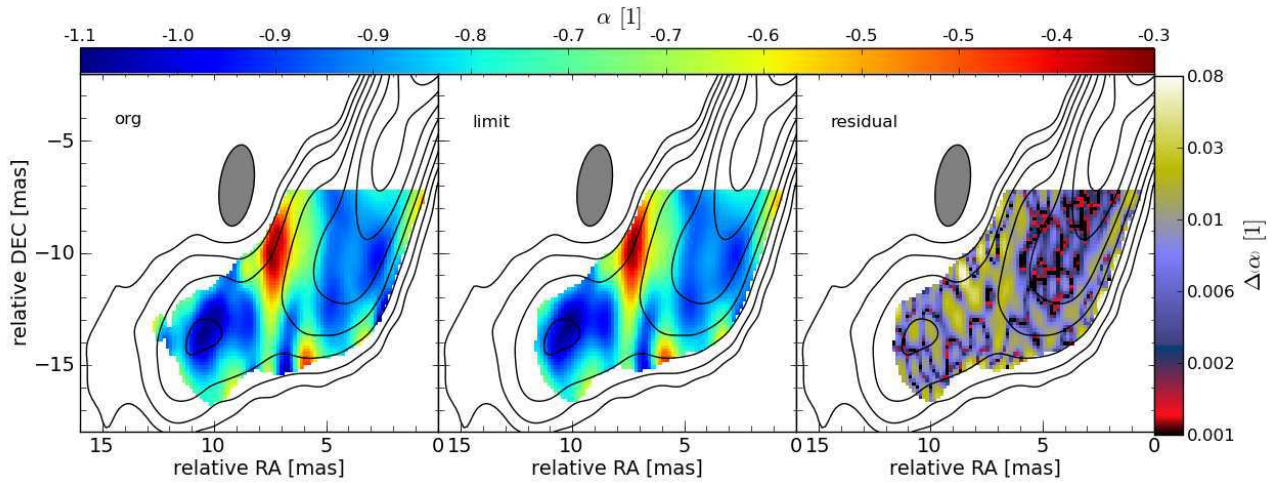 α [1]
-1.1 -1.0 -0.9 -0.9 -0.8 -0.7 -0.7 -0.6 -0.5 -0.5 -0.4 -0.3
org limit residual
−5
−10
−15
relative DEC [mas]
15 10 5 0 15 10 5 0 15 10 5 0
relative RA [mas] relative RA [mas] relative RA [mas]
0.08
0.03
0.01
0.006
0.002
0.001
Δ⟨α⟩ [1]